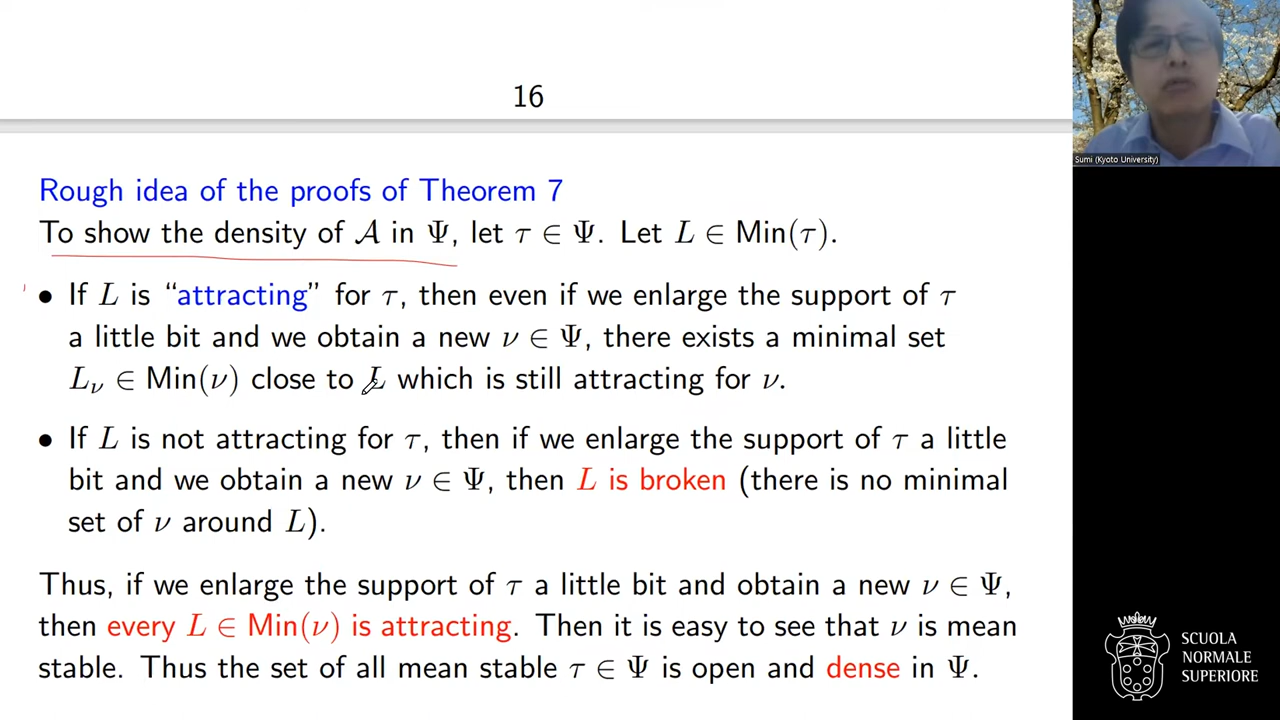 16
Sumi (Kyoto University)
Rough idea of the proofs of Theorem 7
To show the density of 𝒜 in Ψ, let τ ∈ Ψ. Let L ∈ Min(τ).
• If L is “attracting” for τ, then even if we enlarge the support of τ
a little bit and we obtain a new ν ∈ Ψ, there exists a minimal set
L_ν ∈ Min(ν) close to L which is still attracting for ν.
• If L is not attracting for τ, then if we enlarge the support of τ a little
bit and we obtain a new ν ∈ Ψ, then L is broken (there is no minimal
set of ν around L).
Thus, if we enlarge the support of τ a little bit and obtain a new ν ∈ Ψ,
then every L ∈ Min(ν) is attracting. Then it is easy to see that ν is mean
stable. Thus the set of all mean stable τ ∈ Ψ is open and dense in Ψ.
SCUOLA
NORMALE
SUPERIORE